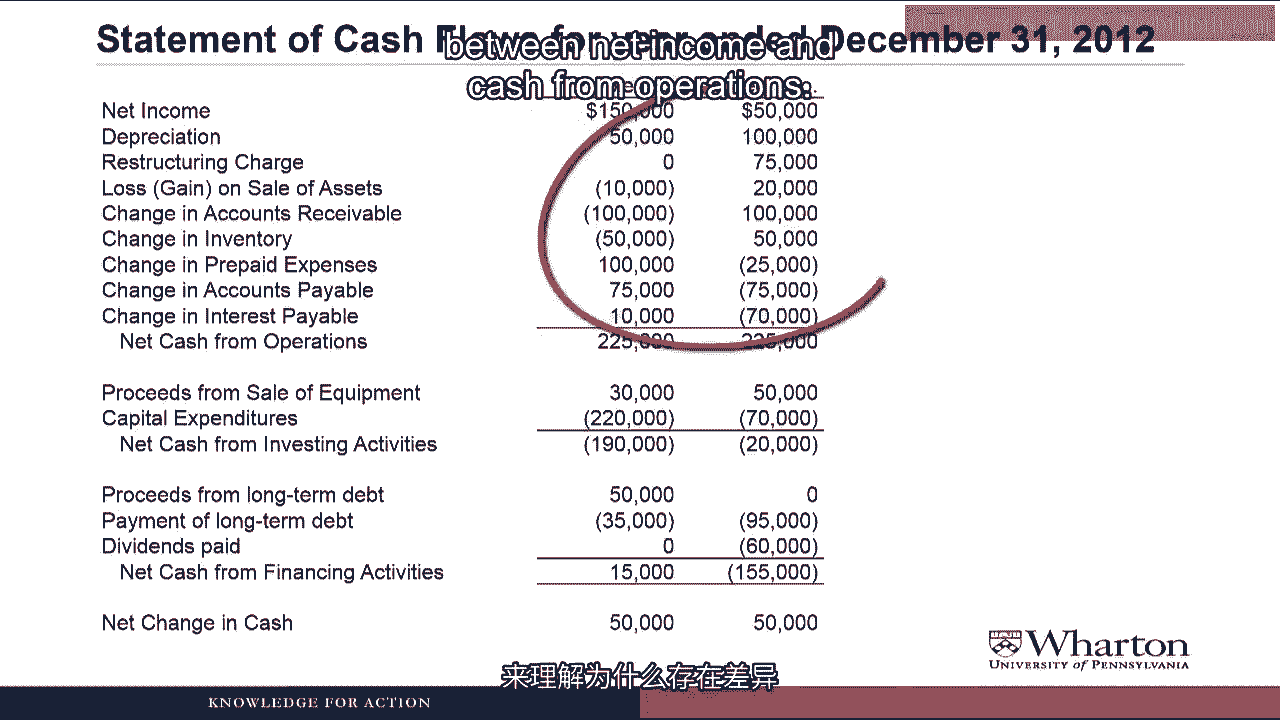 Statement of Cash Flows for year ended December 31, 2012
between net income and
cash from operations.
Net Income $150,000 $50,000
Depreciation 50,000 100,000
Restructuring Charge 0 75,000
Loss (Gain) on Sale of Assets (10,000) 20,000
Change in Accounts Receivable (100,000) 100,000
Change in Inventory (50,000) 50,000
Change in Prepaid Expenses 100,000 (25,000)
Change in Accounts Payable 75,000 (75,000)
Change in Interest Payable 10,000 (70,000)
Net Cash from Operations 225,000 225,000
Proceeds from Sale of Equipment 30,000 50,000
Capital Expenditures (220,000) (70,000)
Net Cash from Investing Activities (190,000) (20,000)
Proceeds from long-term debt 50,000 0
Payment of long-term debt (35,000) (95,000)
Dividends paid 0 (60,000)
Net Cash from Financing Activities 15,000 (155,000)
Net Change in Cash 50,000 50,000
Wharton
UNIVERSITY of PENNSYLVANIA
来理解为什么存在差异
KNOWLEDGE FOR ACTION